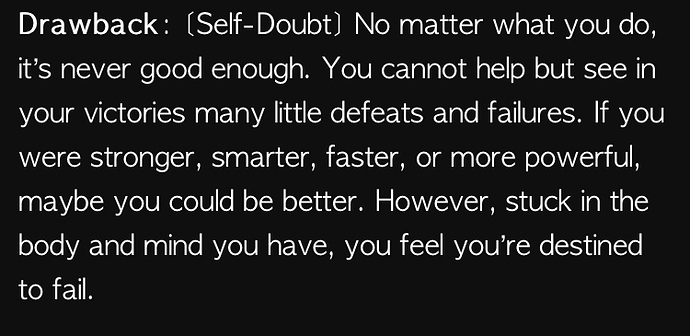 Drawback: [Self-Doubt] No matter what you do,
it's never good enough. You cannot help but see in
your victories many little defeats and failures. If you
were stronger, smarter, faster, or more powerful,
maybe you could be better. However, stuck in the
body and mind you have, you feel you're destined
to fail.